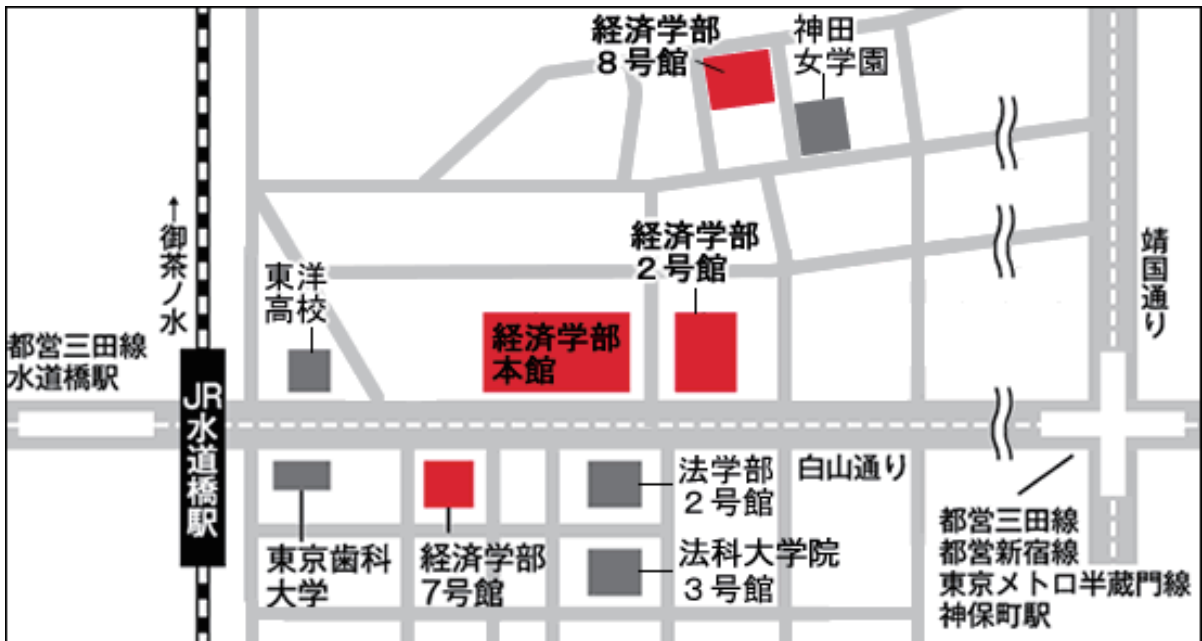 経済学部
８号館
神田
女学園
経済学部
２号館
↑御茶ノ水
東洋
高校
靖国通り
都営三田線
水道橋駅
経済学部
本館
JR水道橋駅
白山通り
法学部
２号館
東京歯科
大学
経済学部
7号館
法科大学院
３号館
都営三田線
都営新宿線
東京メトロ半蔵門線
神保町駅